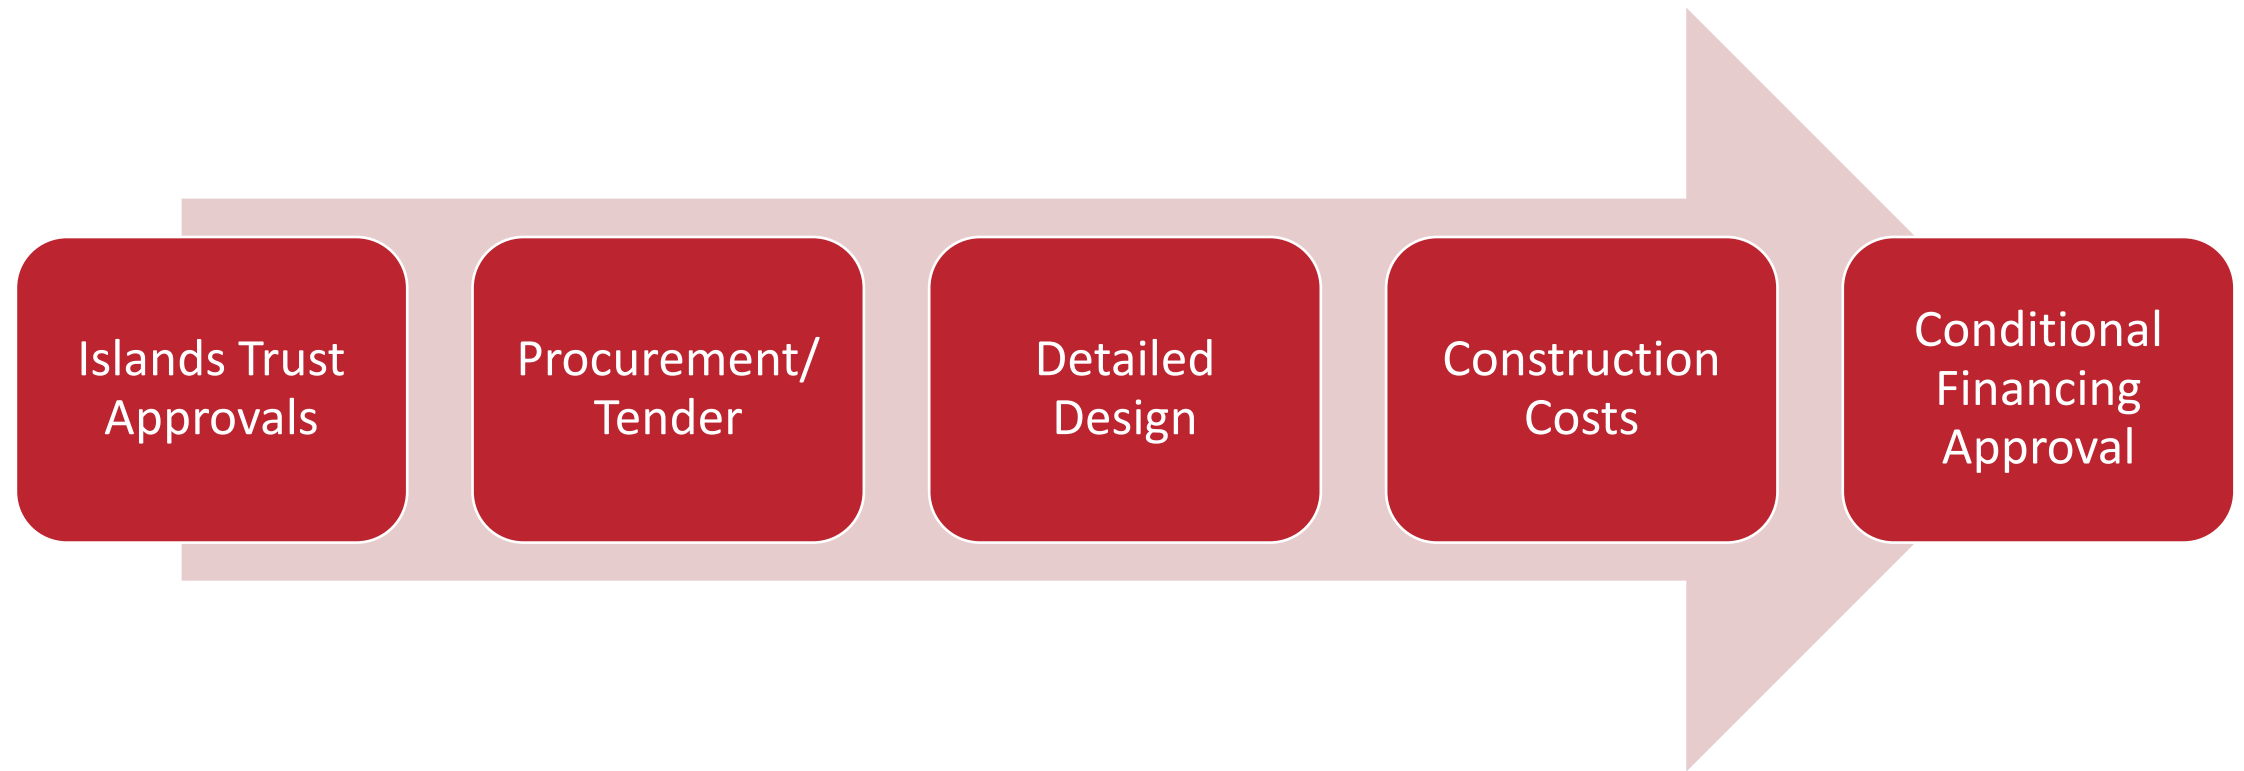 Islands Trust
Approvals
Procurement/
Tender
Detailed
Design
Construction
Costs
Conditional
Financing
Approval